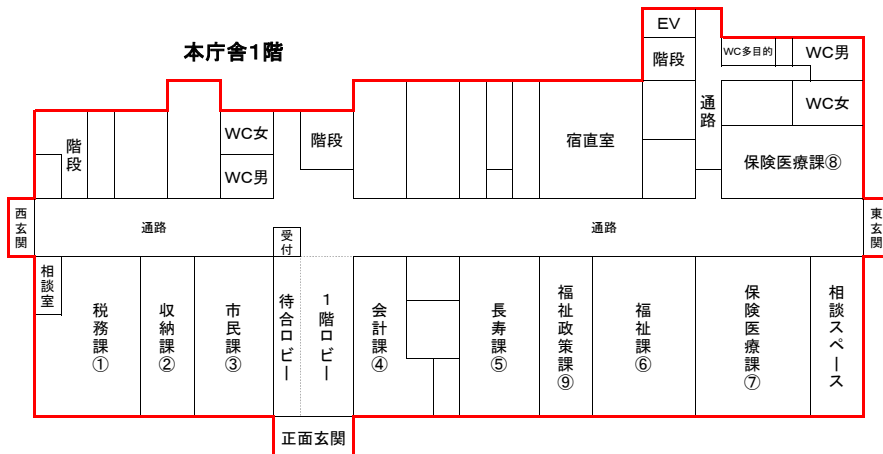 本庁舎1階
EV
階段
WC多目的
WC男
WC女
通路
保険医療課⑧
階段
WC女
WC男
階段
宿直室
西玄関
通路
受付
通路
東玄関
相談室
税務課①
収納課②
市民課③
待合ロビー
1階ロビー
会計課④
長寿課⑤
福祉政策課⑨
福祉課⑥
保険医療課⑦
相談スペース
正面玄関